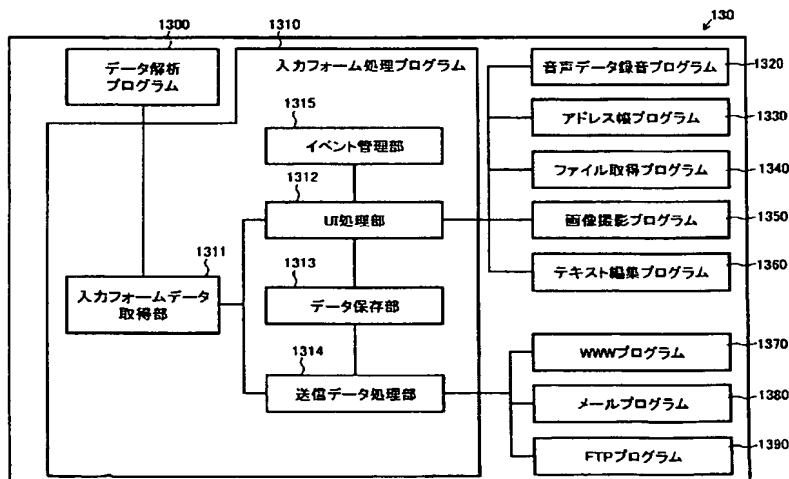 130
1300
データ解析
プログラム
1310
入力フォーム処理プログラム
1315
イベント管理部
1312
UI処理部
1311
入力フォームデータ
取得部
1313
データ保存部
1314
送信データ処理部
音声データ録音プログラム
1320
アドレス帳プログラム
1330
ファイル取得プログラム
1340
画像撮影プログラム
1350
テキスト編集プログラム
1360
WWWプログラム
1370
メールプログラム
1380
FTPプログラム
1390